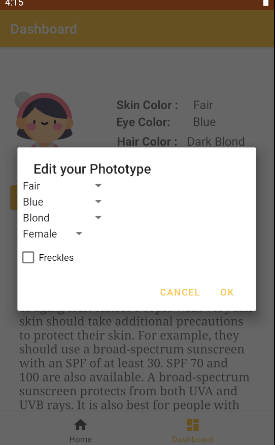 4:15
Dashboard
Skin Color : Fair
Eye Color: Blue
Hair Color : Dark Blond
Edit your Phototype
Fair
Blue
Blond
Female
Freckles
CANCEL OK
skin should take additional precautions
to protect their skin. For example, they
should use a broad-spectrum sunscreen
with an SPF of at least 30. SPF 70 and
100 are also available. A broad-spectrum
sunscreen protects from both UVA and
UVB rays. It is also best for people with
Home Dashboard